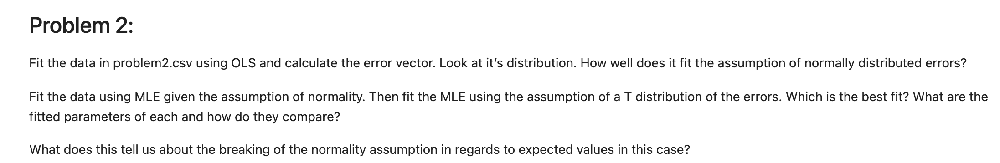 Problem 2:
Fit the data in problem2.csv using OLS and calculate the error vector. Look at it’s distribution. How well does it fit the assumption of normally distributed errors?
Fit the data using MLE given the assumption of normality. Then fit the MLE using the assumption of a T distribution of the errors. Which is the best fit? What are the
fitted parameters of each and how do they compare?
What does this tell us about the breaking of the normality assumption in regards to expected values in this case?